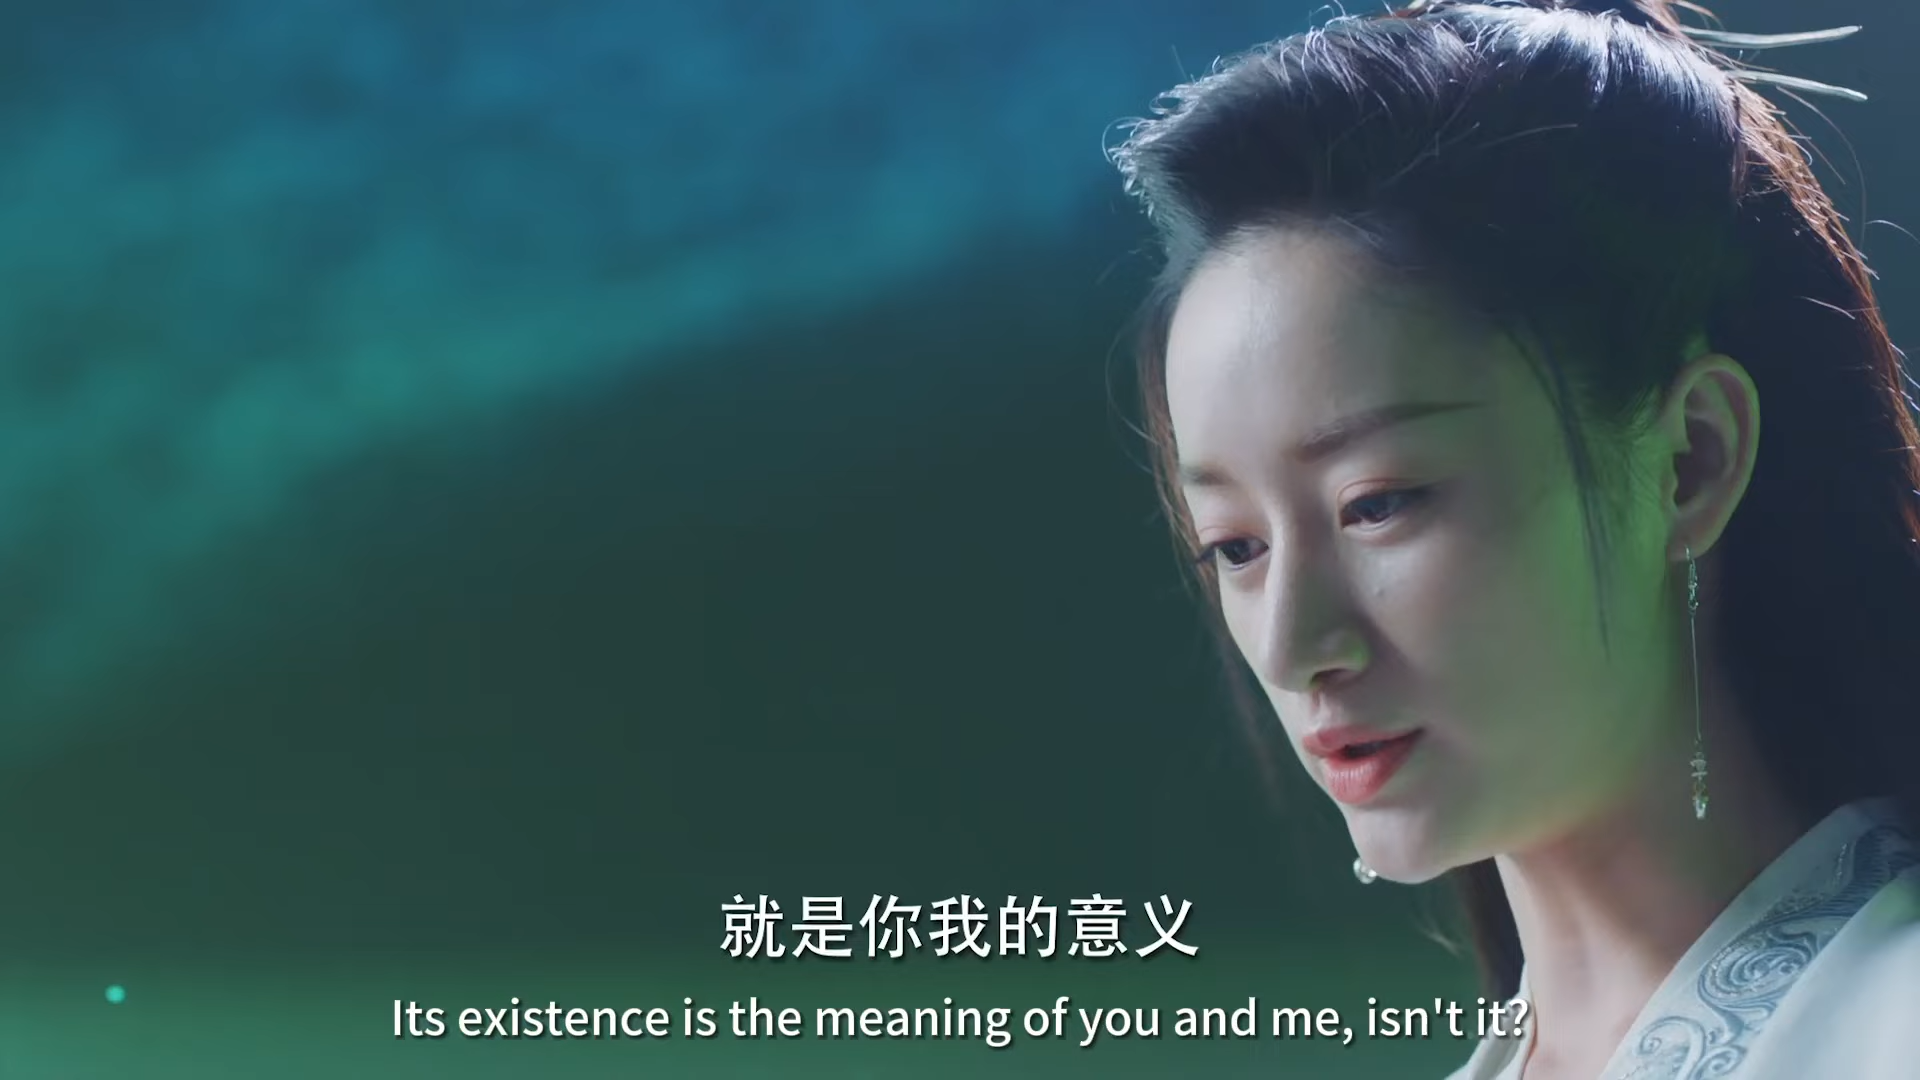 就是你我的意义
Its existence is the meaning of you and me, isn't it?